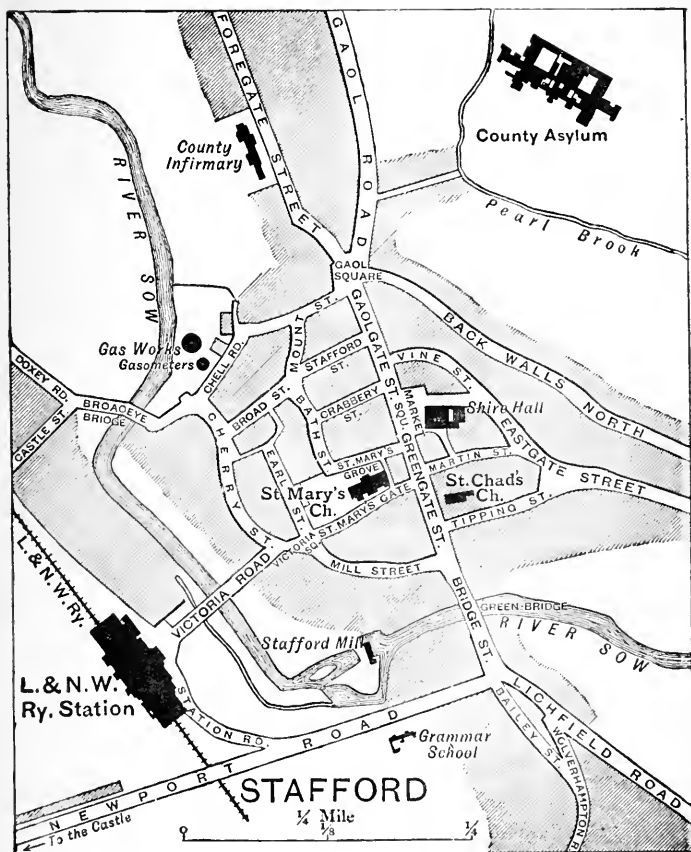 FOREGATE STREET
GAOL ROAD
County Asylum
County
Infirmary
RIVER SOW
Pearl Brook
GAOL
SQUARE
MOUNT ST.
GAOLGATE ST.
BACK WALLS NORTH
Gas Works
Gasometers
CHELL RD.
STAFFORD ST.
VINE ST.
DOXEY RD.
BROADEYE
BRIDGE
CASTLE ST.
CHERRY ST.
BROAD ST.
BATH ST.
CRABBERY ST.
MARKET SQU.
Shire Hall
EASTGATE STREET
EARL ST.
ST. MARY'S
GROVE
GREENGATE ST.
MARTIN ST.
St. Mary's
Ch.
ST. MARY'S GATE
St. Chad's
Ch.
TIPPING ST.
VICTORIA
SQ.
VICTORIA ROAD
MILL STREET
L. & N. W. Ry.
BRIDGE ST.
GREEN-BRIDGE
RIVER SOW
Stafford Mill
L. & N. W.
Ry. Station
STATION RD.
LICHFIELD ROAD
BAILEY ST.
WOLVERHAMPTON R
Grammar
School
NEWPORT ROAD
To the Castle
STAFFORD
¼ Mile
0
⅛
¼